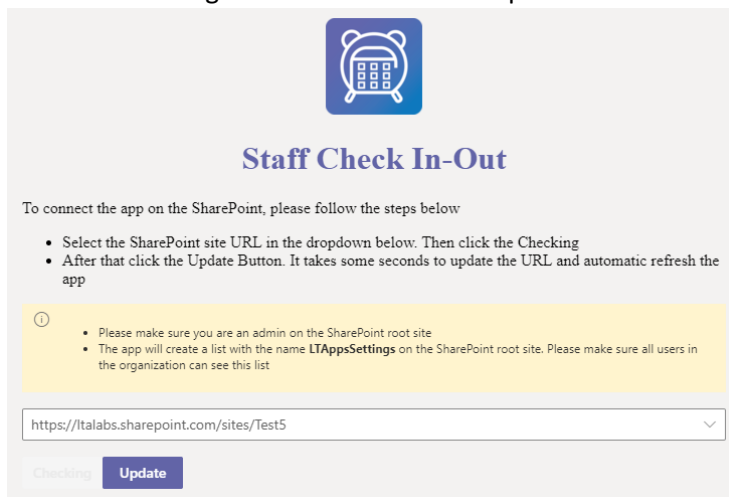 Staff Check In-Out
To connect the app on the SharePoint, please follow the steps below
• Select the SharePoint site URL in the dropdown below. Then click the Checking
• After that click the Update Button. It takes some seconds to update the URL and automatic refresh the
app
• Please make sure you are an admin on the SharePoint root site
• The app will create a list with the name LTAppsSettings on the SharePoint root site. Please make sure all users in
the organization can see this list
https://ltalabs.sharepoint.com/sites/Test5
Checking Update